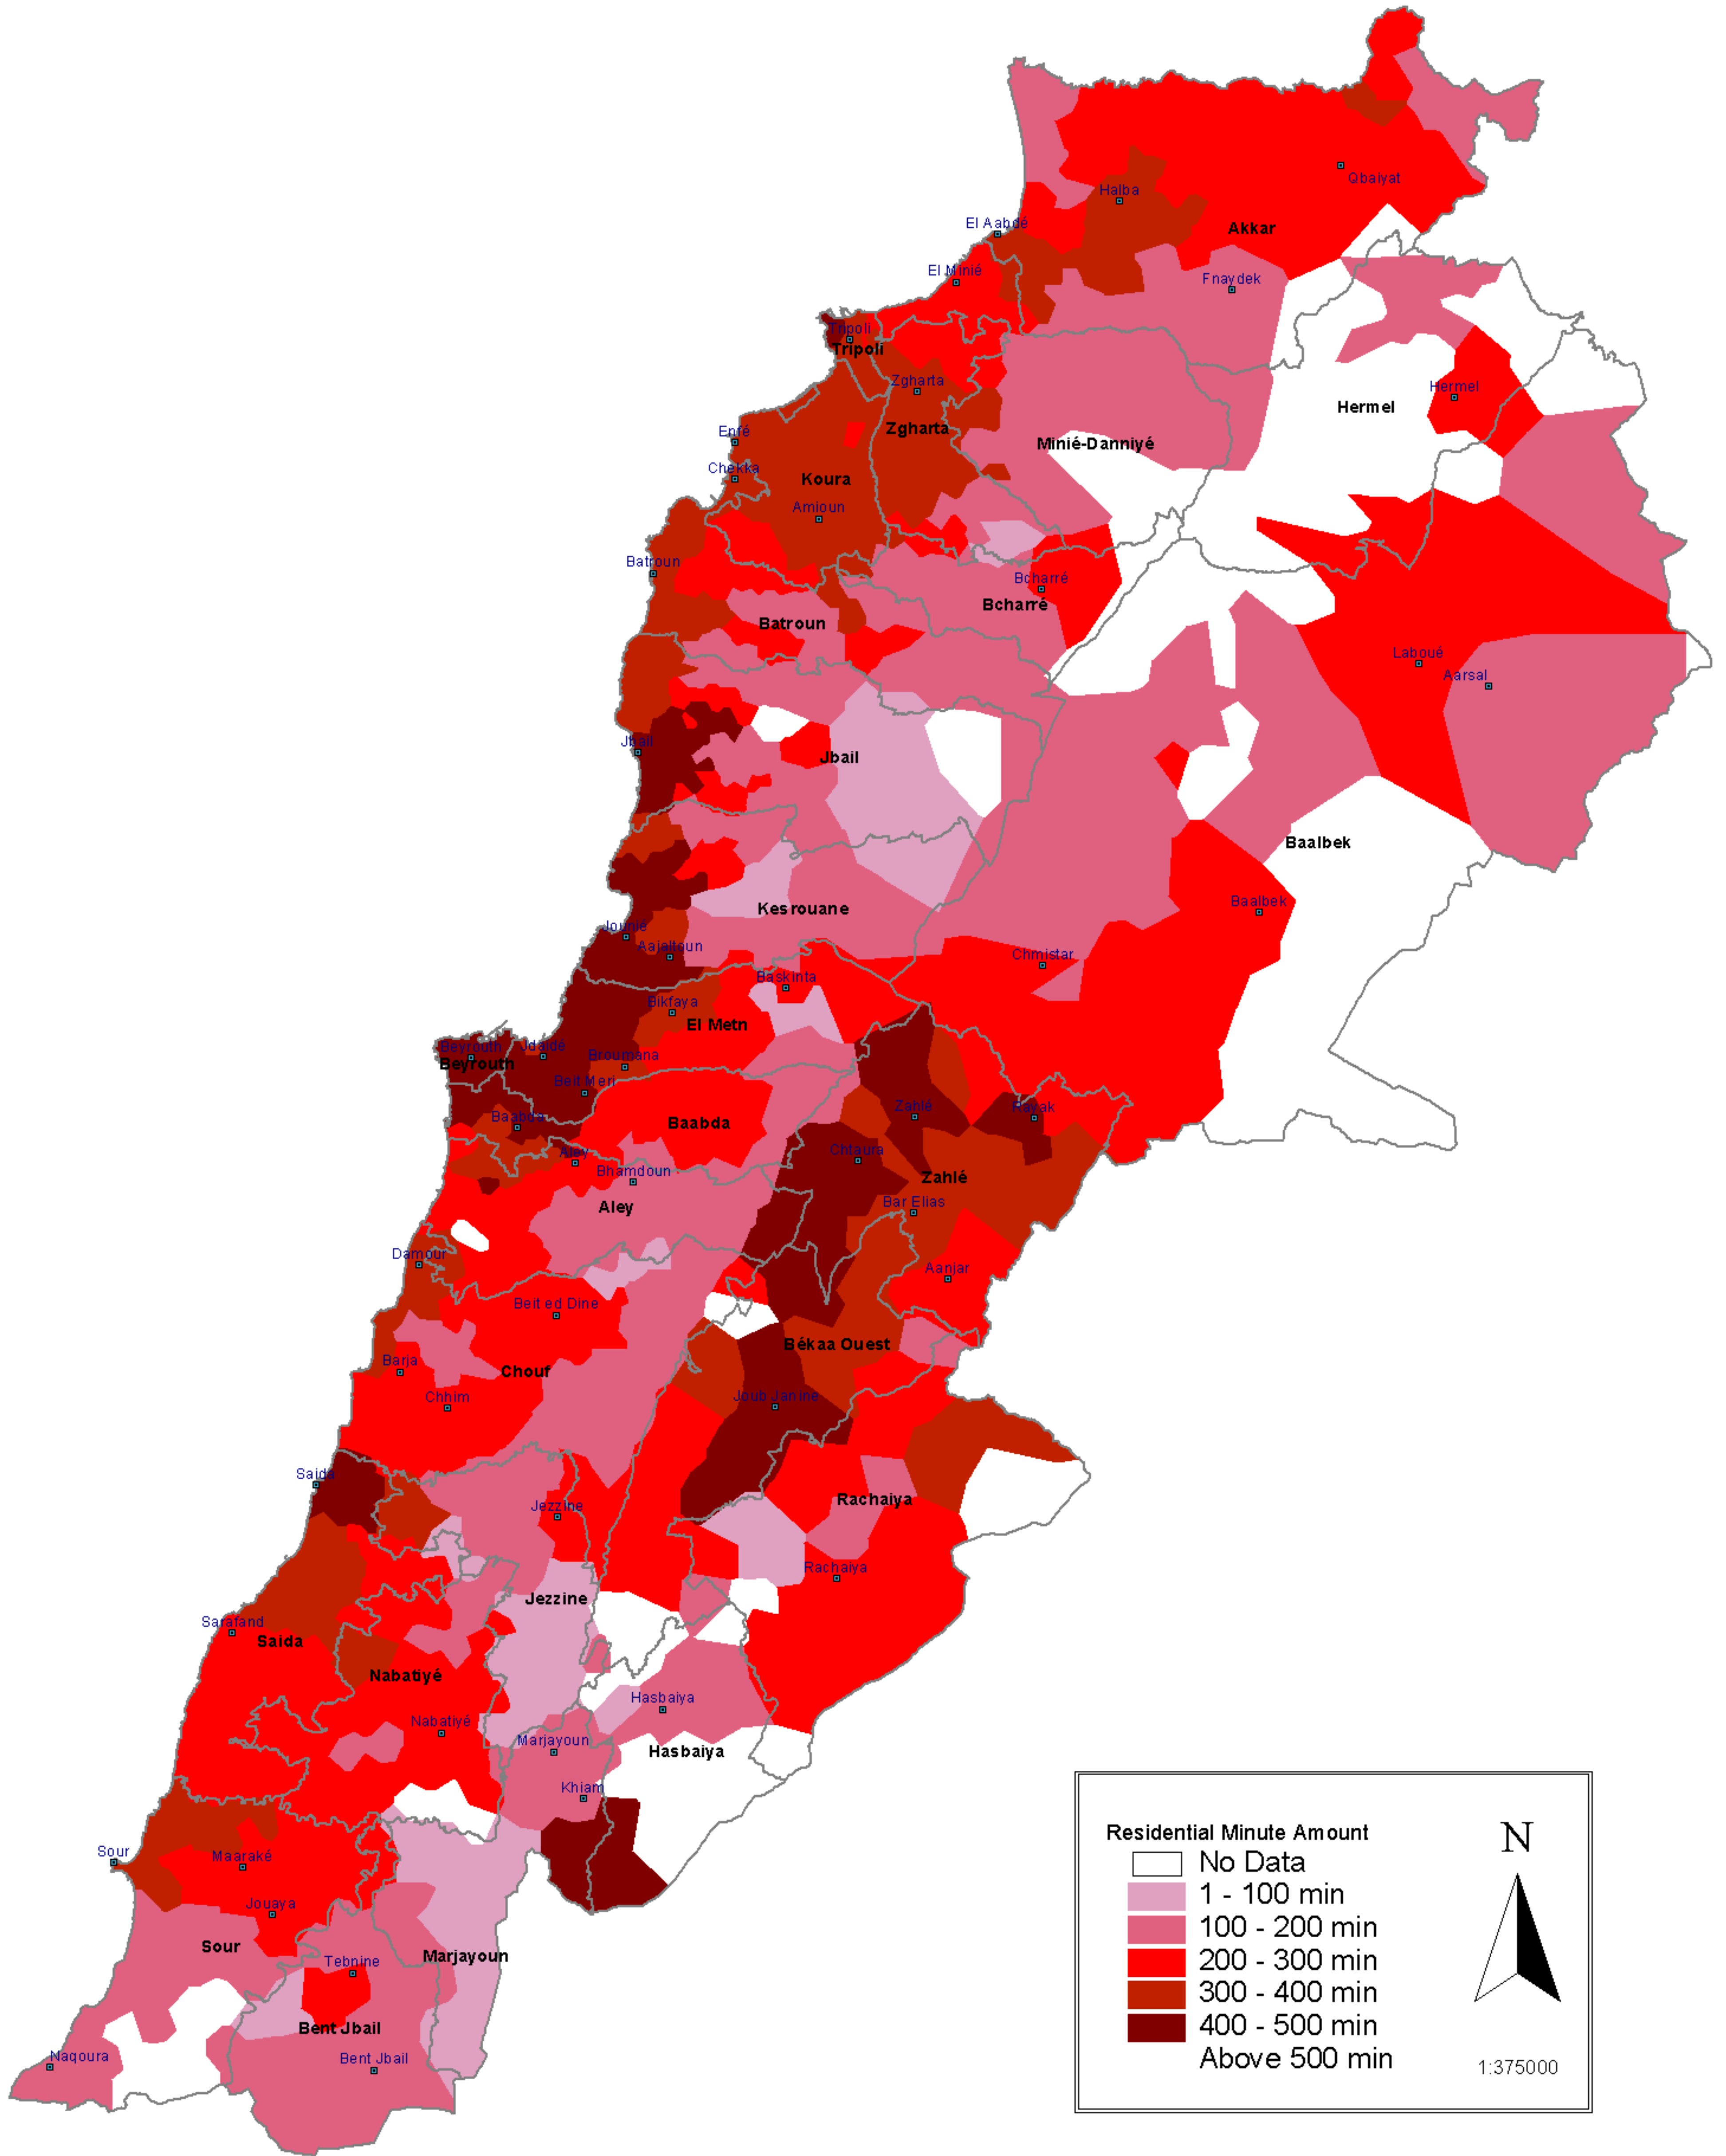 Qbaiyat
Halba
El Aabdé
Akkar
El Minié
Fnaydek
Tripoli
Tripoli
Zgharta
Hermel
Hermel
Zgharta
Enfé
Minié-Danniyé
Chekka
Koura
Amioun
Batroun
Bcharré
Bcharré
Batroun
Laboué
Aarsal
Jbail
Jbail
Baalbek
Kesrouane
Baalbek
Jounié
Aajaltoun
Chmistar
Baskinta
Bikfaya
El Metn
Beyrouth
Jdaidé
Broumana
Beyrouth
Beit Meri
Baabda
Baabda
Zahlé
Rayak
Aley
Chtaura
Bhamdoun
Zahlé
Aley
Bar Elias
Damour
Aanjar
Beit ed Dine
Békaa Ouest
Barja
Chouf
Chhim
Joub Janine
Saida
Rachaiya
Jezzine
Rachaiya
Jezzine
Sarafand
Saida
Nabatiyé
Hasbaiya
Nabatiyé
Marjayoun
Hasbaiya
Khiam
Sour
Maaraké
Jouaya
Sour
Marjayoun
Tebnine
Bent Jbail
Naqoura
Bent Jbail
Residential Minute Amount
No Data
1 - 100 min
100 - 200 min
200 - 300 min
300 - 400 min
400 - 500 min
Above 500 min
N
1:375000